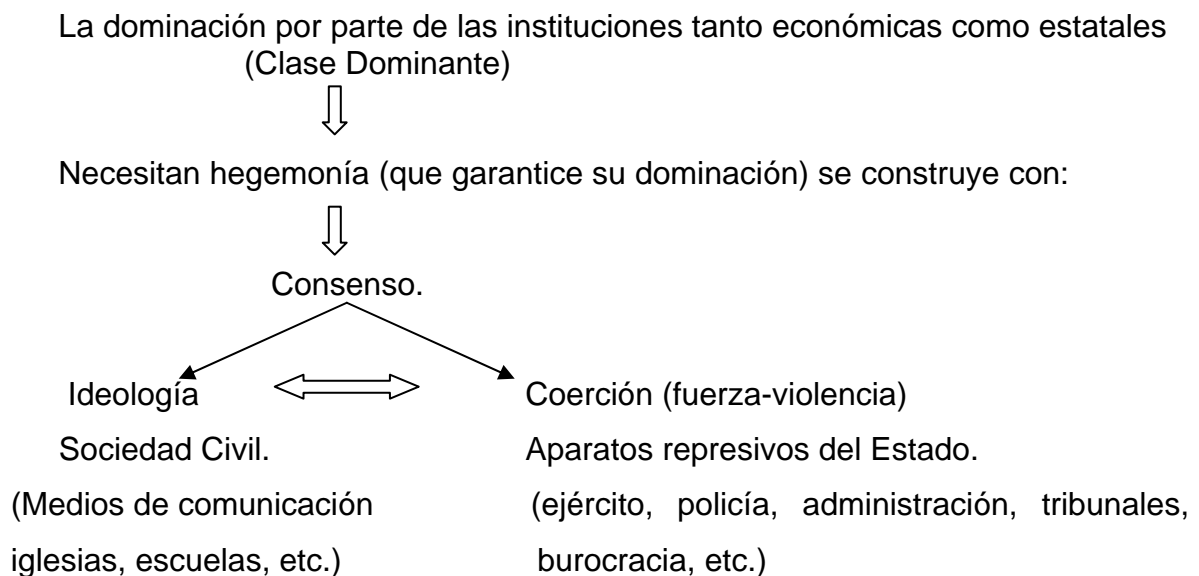 La dominación por parte de las instituciones tanto económicas como estatales
(Clase Dominante)
Necesitan hegemonía (que garantice su dominación) se construye con:
Consenso.
Ideología
Coerción (fuerza-violencia)
Sociedad Civil.
Aparatos represivos del Estado.
(Medios de comunicación
iglesias, escuelas, etc.)
(ejército, policía, administración, tribunales,
burocracia, etc.)